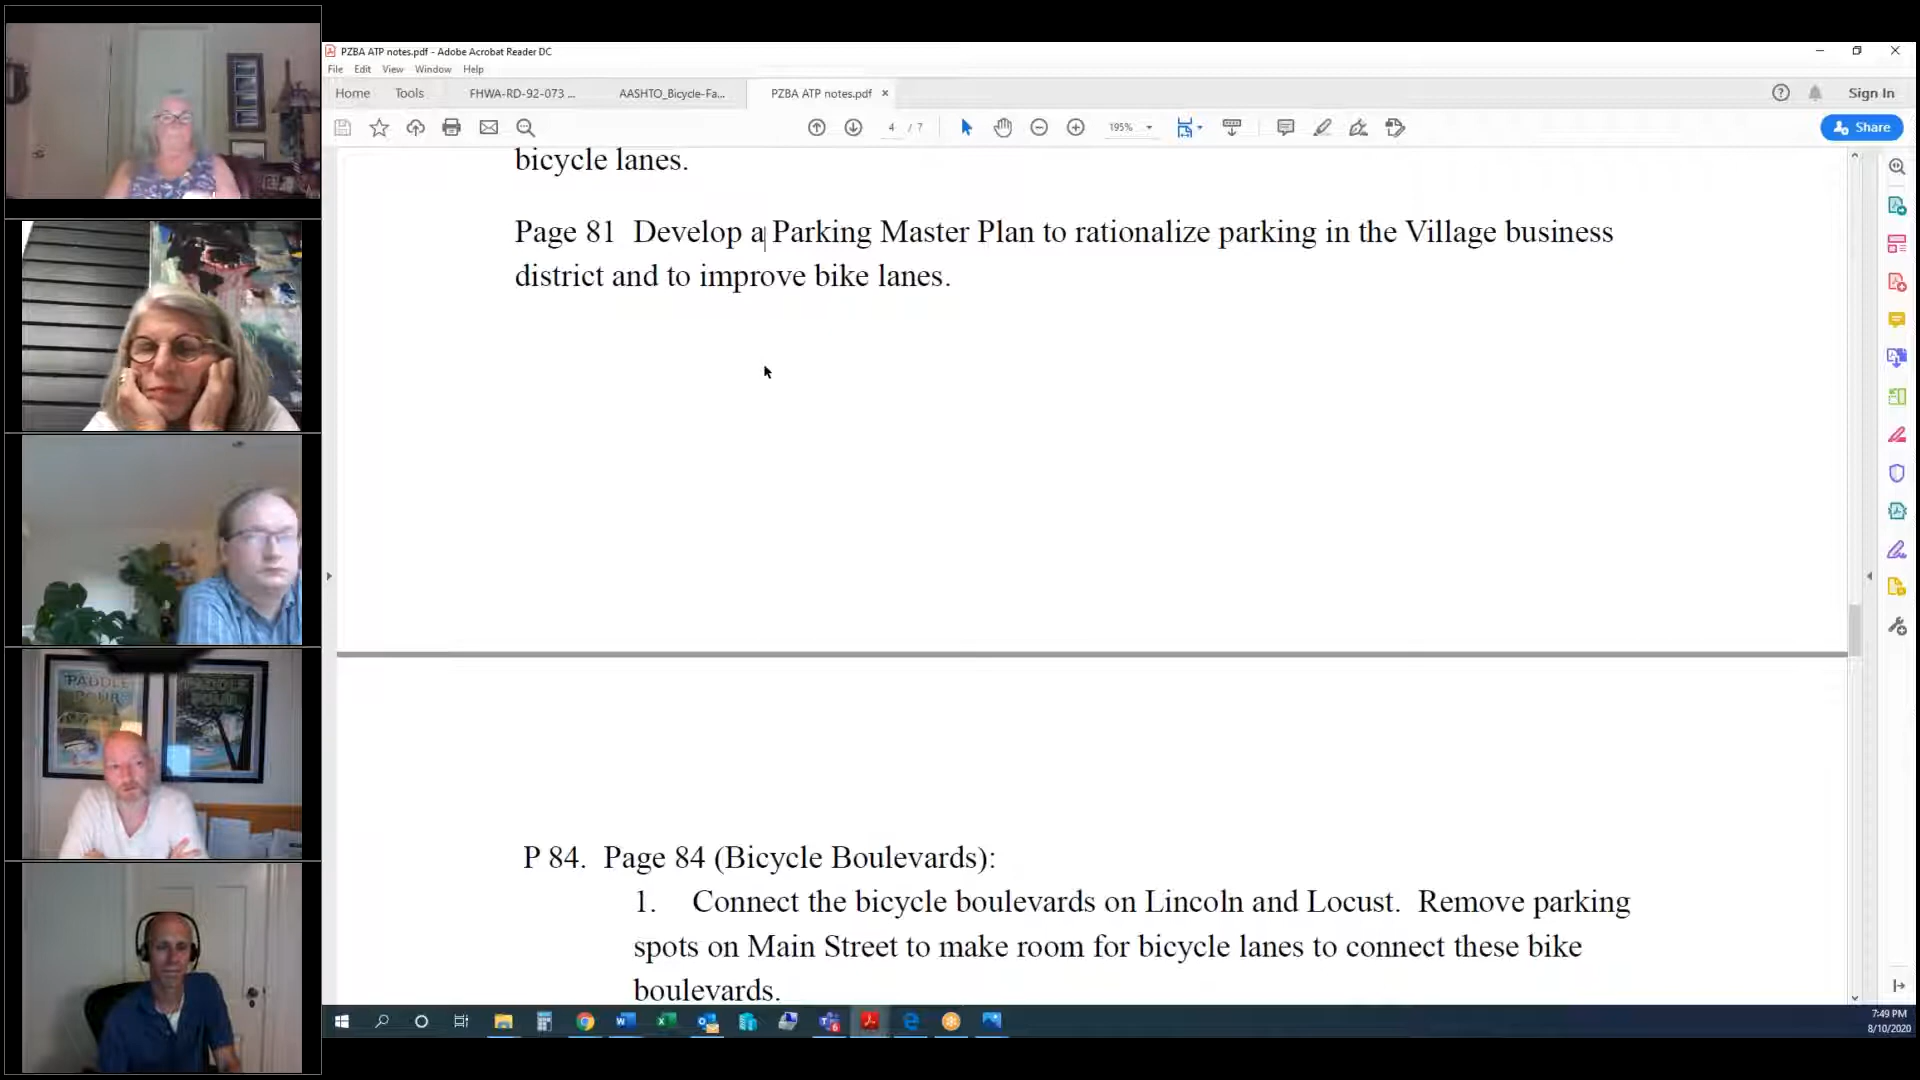 PZBA ATP notes.pdf - Adobe Acrobat Reader DC
File Edit View Window Help
Home Tools FHWA-RD-92-073 ... AASHTO_Bicycle-Fa... PZBA ATP notes.pdf × Sign In
4 / 7 195% Share
bicycle lanes.
Page 81 Develop a Parking Master Plan to rationalize parking in the Village business
district and to improve bike lanes.
P 84. Page 84 (Bicycle Boulevards):
1. Connect the bicycle boulevards on Lincoln and Locust. Remove parking
spots on Main Street to make room for bicycle lanes to connect these bike
boulevards.
PADDLE
FOUR
PADDLE
FOUR
7:49 PM
8/10/2020